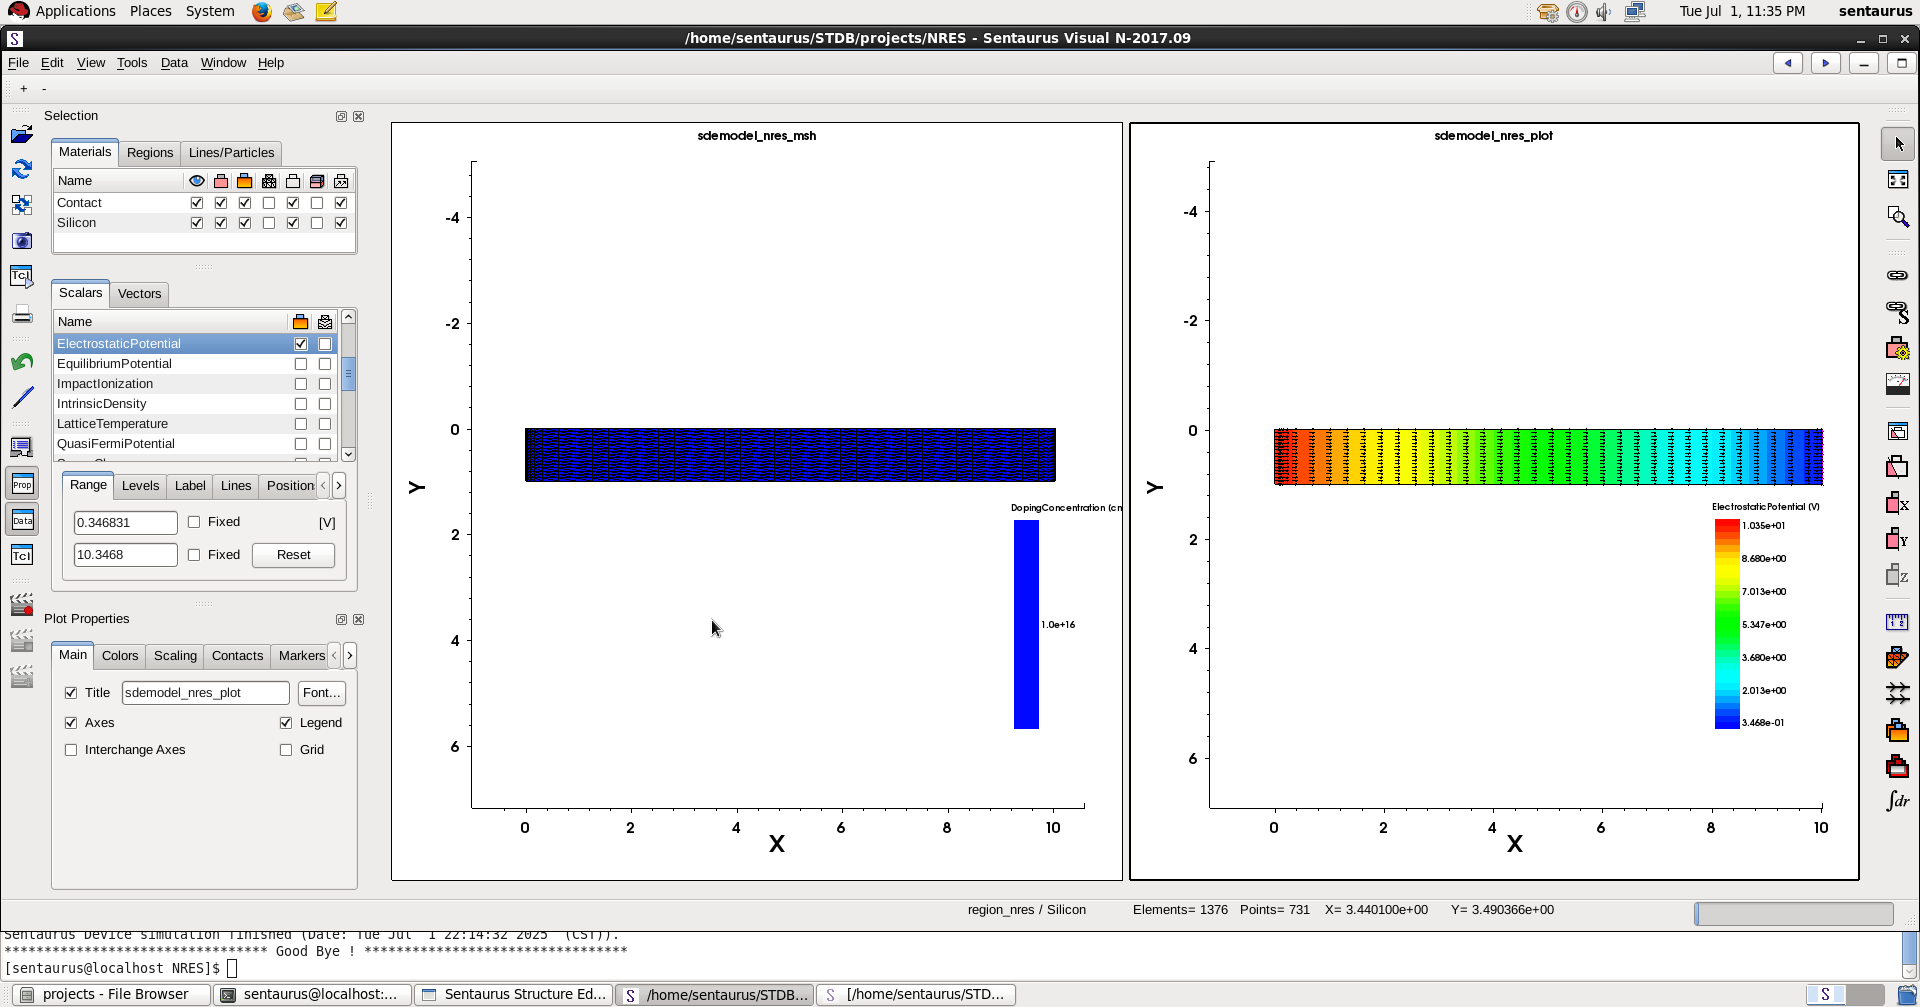 Applications Places System Tue Jul 1, 11:35 PM sentaurus
/home/sentaurus/STDB/projects/NRES - Sentaurus Visual N-2017.09
File Edit View Tools Data Window Help
+ -
Selection
Materials Regions Lines/Particles
Name
Contact
Silicon
Scalars Vectors
Name
ElectrostaticPotential
EquilibriumPotential
ImpactIonization
IntrinsicDensity
LatticeTemperature
QuasiFermiPotential
Range Levels Label Lines Position
0.346831 Fixed [V]
10.3468 Fixed Reset
Plot Properties
Main Colors Scaling Contacts Markers
Title sdemodel_nres_plot Font...
Axes Legend
Interchange Axes Grid
Tcl
Prop
Data
Tcl
sdemodel_nres_msh
-4
-2
0
2
4
6
Y
0 2 4 6 8 10
X
DopingConcentration (cm
1.0e+16
sdemodel_nres_plot
-4
-2
0
2
4
6
Y
0 2 4 6 8 10
X
ElectrostaticPotential (V)
1.035e+01
8.680e+00
7.013e+00
5.347e+00
3.680e+00
2.013e+00
3.468e-01
S
X
Y
Z
1 2
∫dr
region_nres / Silicon Elements= 1376 Points= 731 X= 3.440100e+00 Y= 3.490366e+00
Sentaurus Device simulation finished (Date: Tue Jul 1 22:14:32 2025 (CST)).
******************************** Good Bye ! ********************************
[sentaurus@localhost NRES]$
projects - File Browser sentaurus@localhost:... Sentaurus Structure Ed... /home/sentaurus/STDB... [/home/sentaurus/STD...